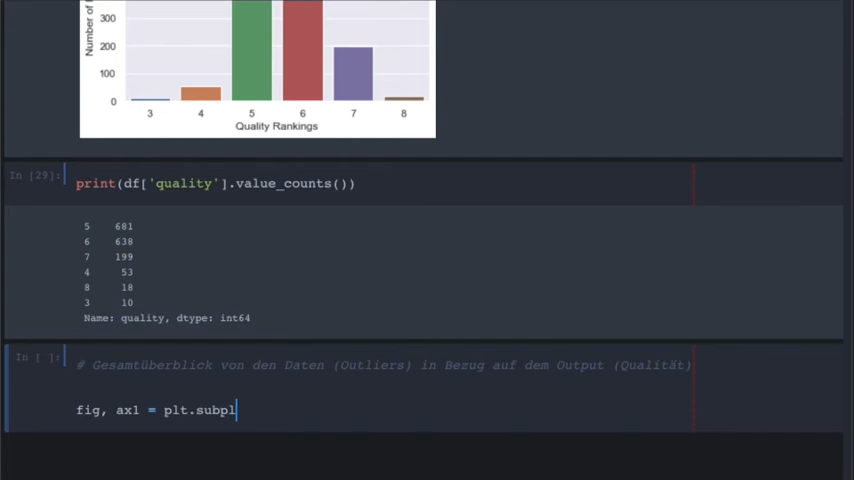 300
200
100
0
Number of
3 4 5 6 7 8
Quality Rankings
In [29]:
print(df['quality'].value_counts())
5 681
6 638
7 199
4 53
8 18
3 10
Name: quality, dtype: int64
In [ ]:
# Gesamtüberblick von den Daten (Outliers) in Bezug auf dem Output (Qualität)
fig, ax1 = plt.subpl